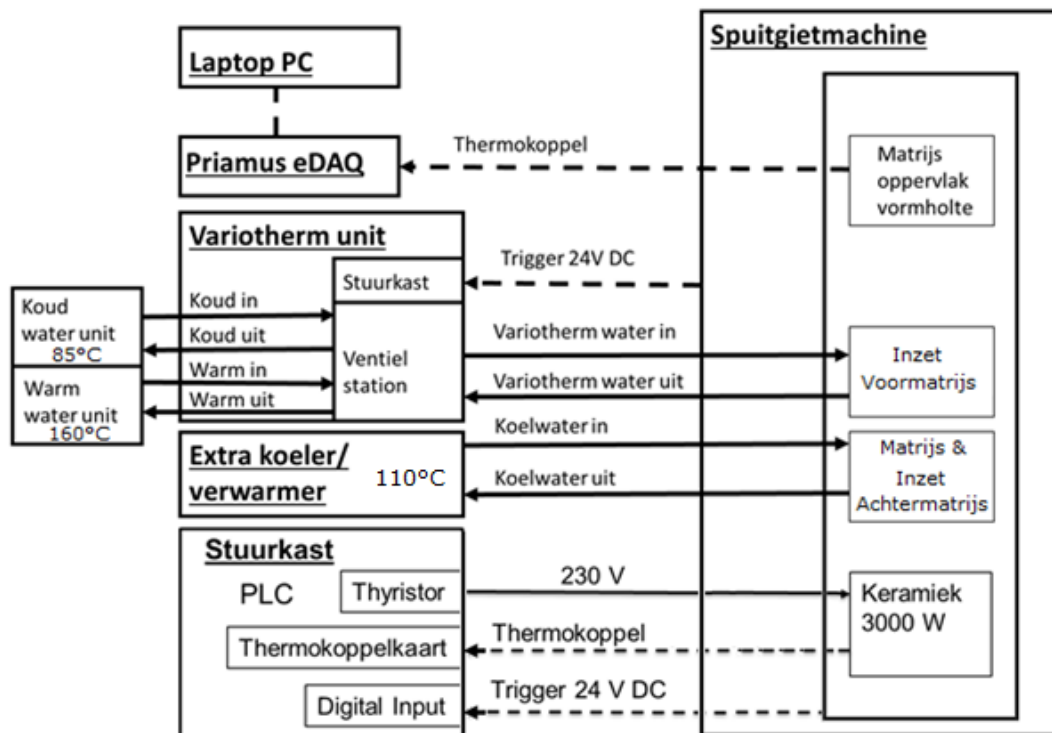 Spuitgietmachine
Laptop PC
Priamus eDAQ
Thermokoppel
Matrijs
oppervlak
vormholte
Variotherm unit
Trigger 24V DC
Stuurkast
Koud
water unit
85°C
Koud in
Koud uit
Ventiel
station
Variotherm water in
Inzet
Voormatrijs
Warm
water unit
160°C
Warm in
Warm uit
Variotherm water uit
Extra koeler/
verwarmer
110°C
Koelwater in
Koelwater uit
Matrijs &
Inzet
Achtermatrijs
Stuurkast
PLC
Thyristor
230 V
Keramiek
3000 W
Thermokoppelkaart
Thermokoppel
Digital Input
Trigger 24 V DC